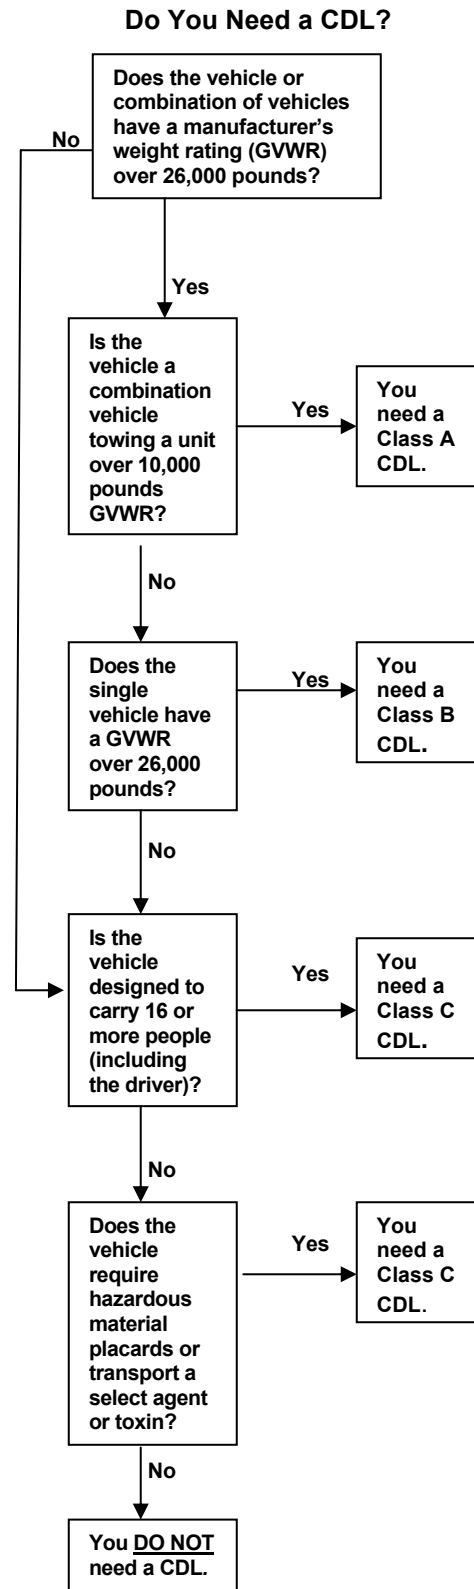 Do You Need a CDL?
Does the vehicle or
combination of vehicles
have a manufacturer’s
weight rating (GVWR)
over 26,000 pounds?
No
Yes
Is the
vehicle a
combination
vehicle
towing a unit
over 10,000
pounds
GVWR?
Yes
You
need a
Class A
CDL.
No
Does the
single
vehicle have
a GVWR
over 26,000
pounds?
Yes
You
need a
Class B
CDL.
No
Is the
vehicle
designed to
carry 16 or
more people
(including
the driver)?
Yes
You
need a
Class C
CDL.
No
Does the
vehicle
require
hazardous
material
placards or
transport a
select agent
or toxin?
Yes
You
need a
Class C
CDL.
No
You DO NOT
need a CDL.